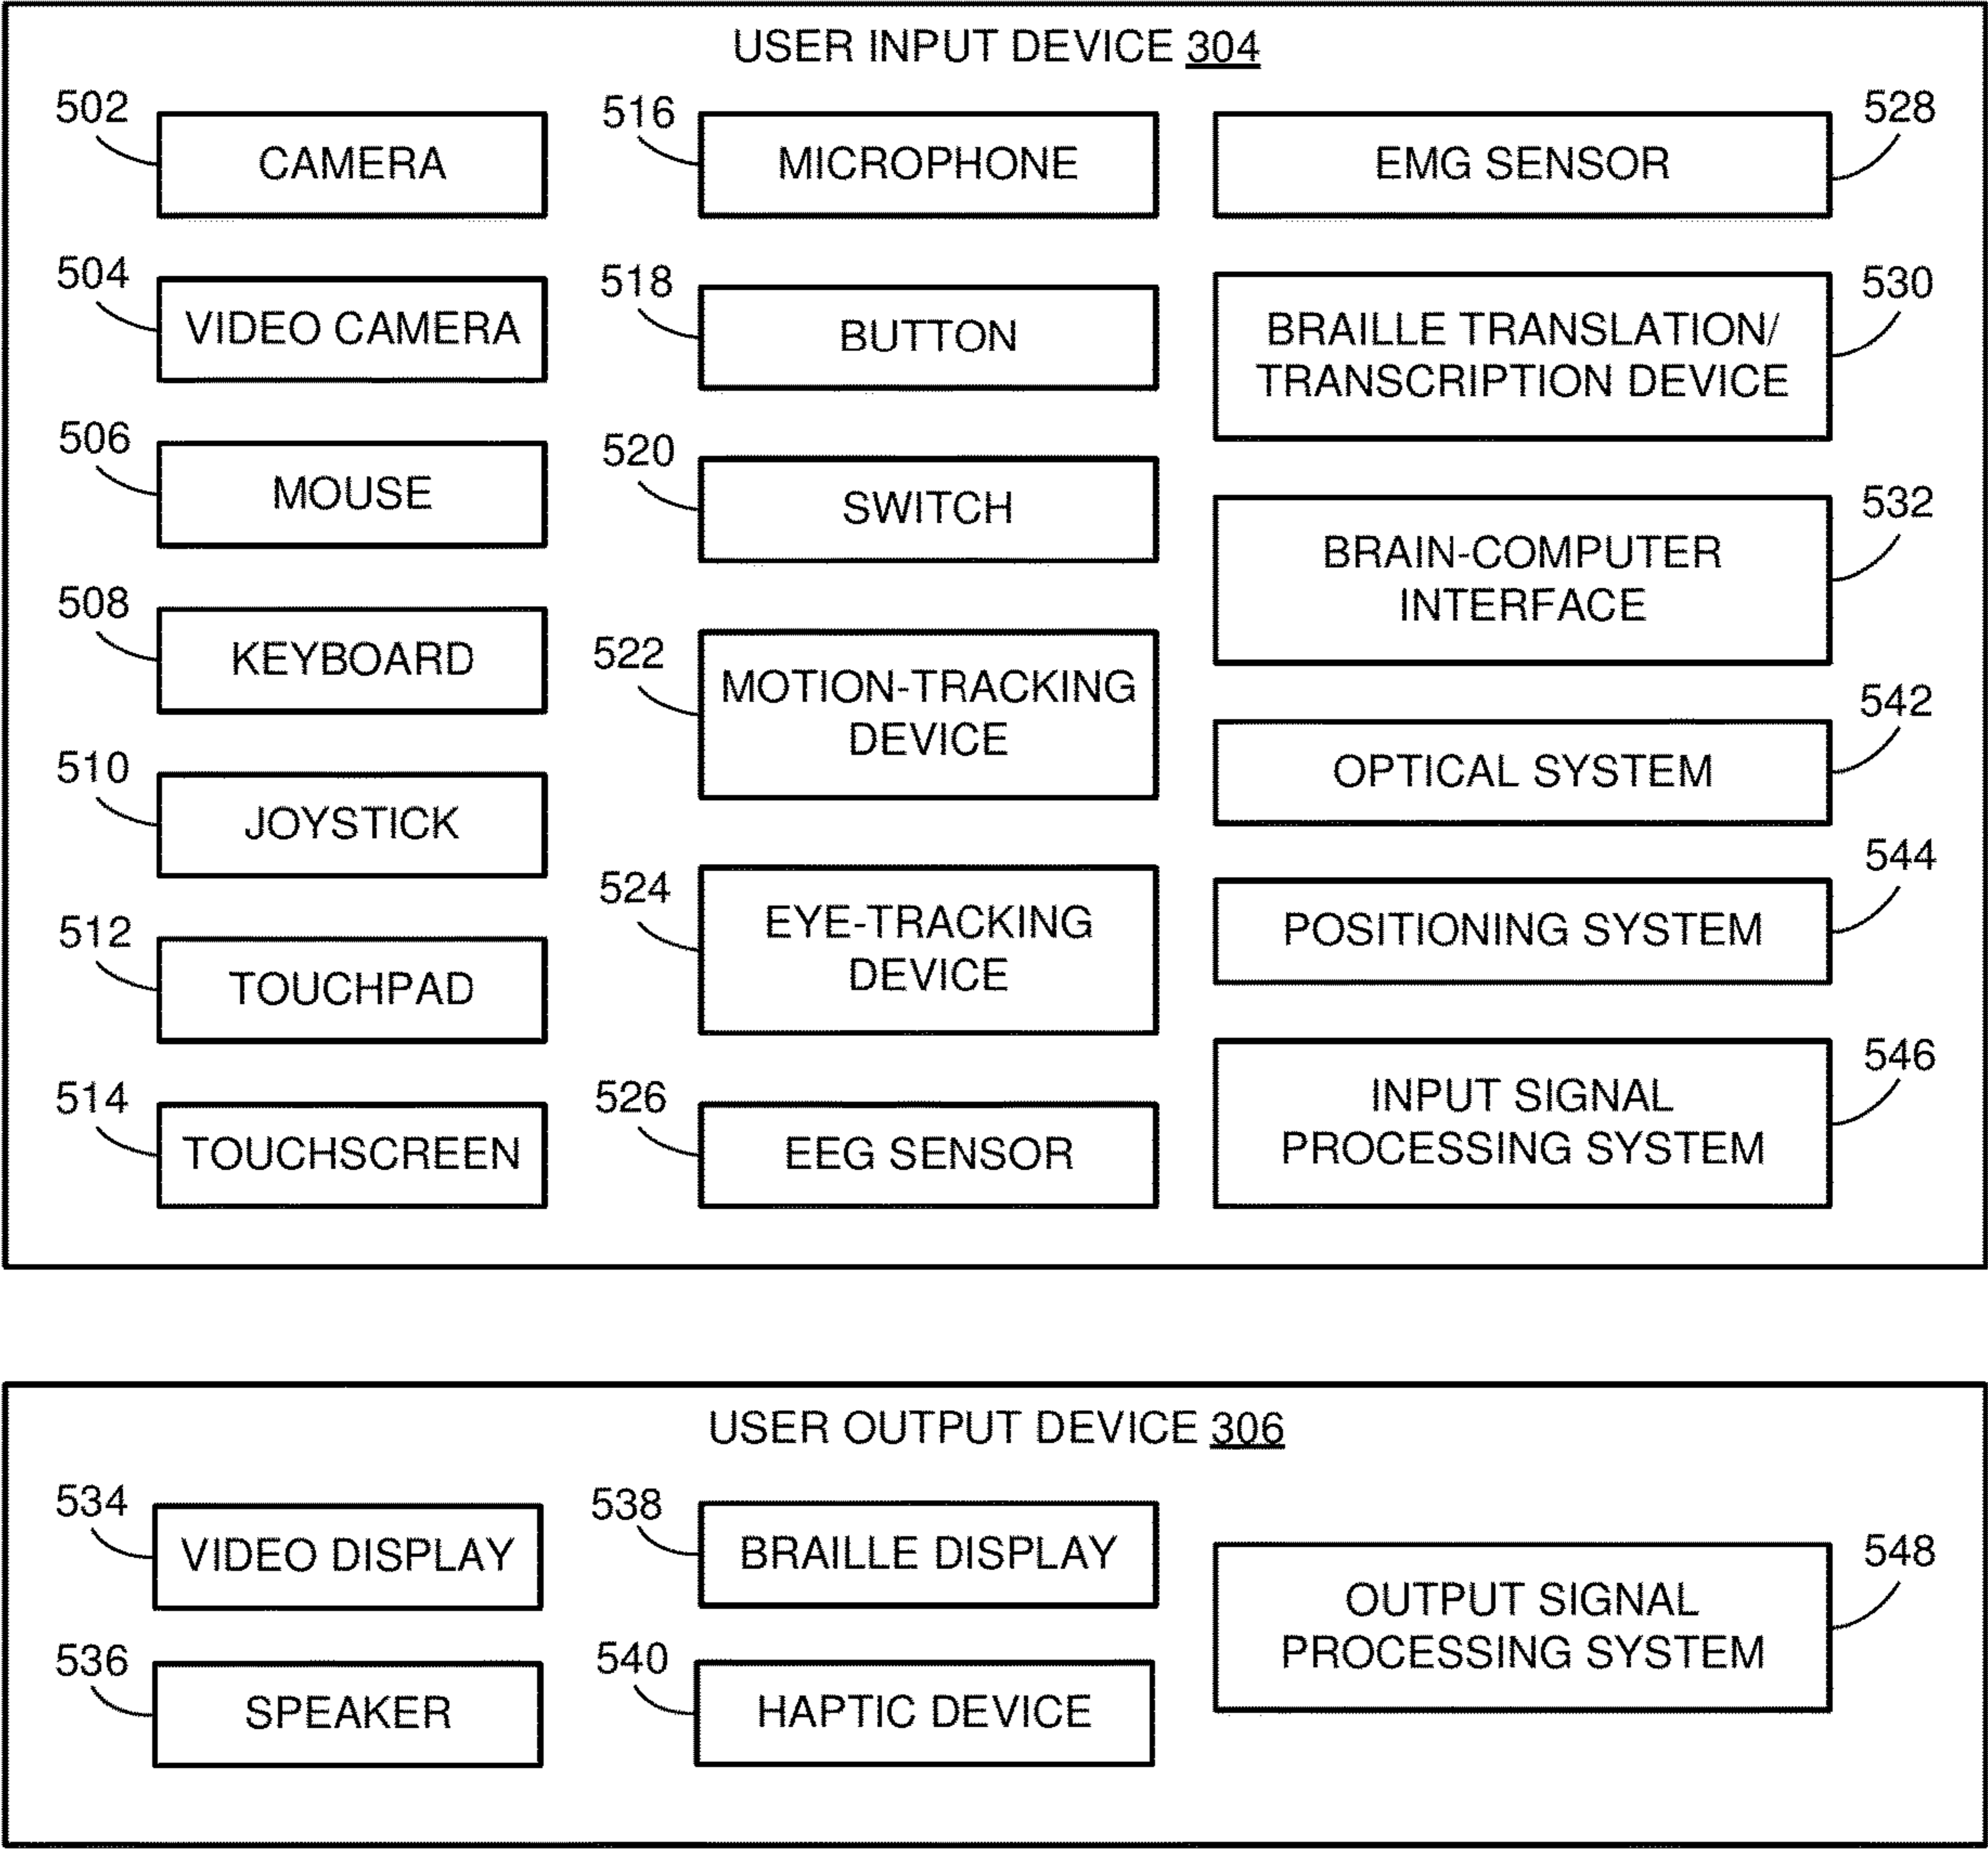 USER INPUT DEVICE 304
502
CAMERA
504
VIDEO CAMERA
506
MOUSE
508
KEYBOARD
510
JOYSTICK
512
TOUCHPAD
514
TOUCHSCREEN
516
MICROPHONE
518
BUTTON
520
SWITCH
522
MOTION-TRACKING
DEVICE
524
EYE-TRACKING
DEVICE
526
EEG SENSOR
528
EMG SENSOR
530
BRAILLE TRANSLATION/
TRANSCRIPTION DEVICE
532
BRAIN-COMPUTER
INTERFACE
542
OPTICAL SYSTEM
544
POSITIONING SYSTEM
546
INPUT SIGNAL
PROCESSING SYSTEM
USER OUTPUT DEVICE 306
534
VIDEO DISPLAY
536
SPEAKER
538
BRAILLE DISPLAY
540
HAPTIC DEVICE
548
OUTPUT SIGNAL
PROCESSING SYSTEM